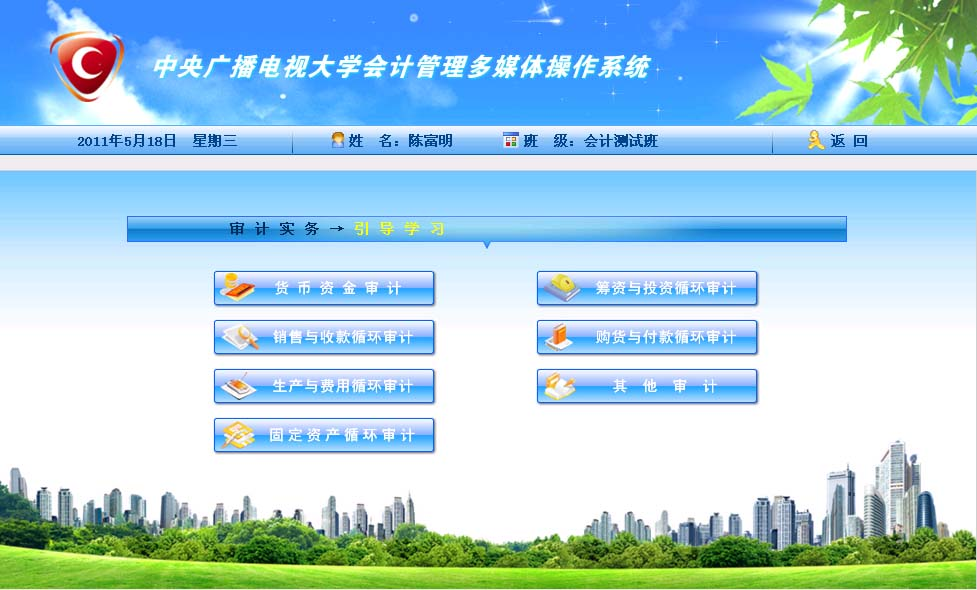 中央广播电视大学会计管理多媒体操作系统
2011年5月18日 星期三 姓 名：陈富明 班 级：会计测试班 返 回
审 计 实 务 → 引 导 学 习
货 币 资 金 审 计 筹资与投资循环审计
销售与收款循环审计 购货与付款循环审计
生产与费用循环审计 其 他 审 计
固定资产循环审计